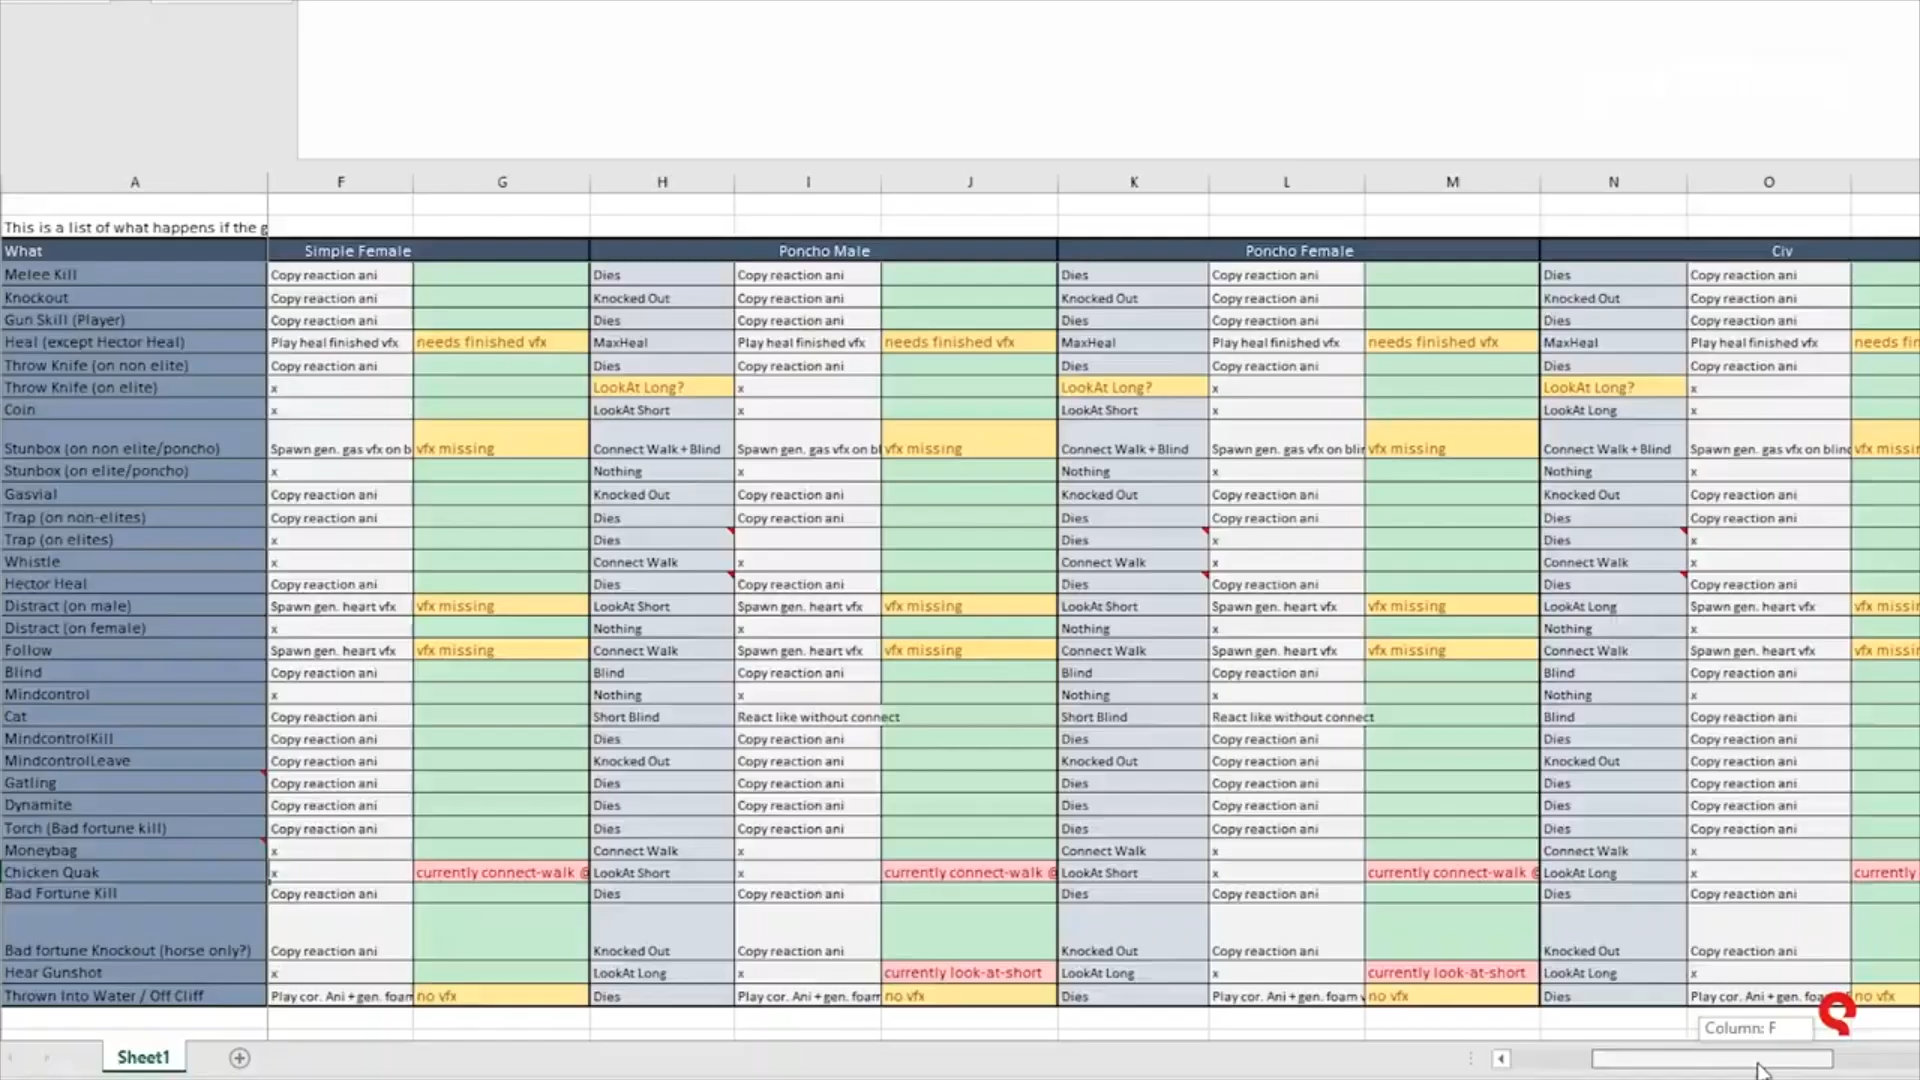 A F G H I J K L M N O
This is a list of what happens if the g
What Simple Female Poncho Male Poncho Female Civ
Melee Kill Copy reaction ani Dies Copy reaction ani Dies Copy reaction ani Dies Copy reaction ani
Knockout Copy reaction ani Knocked Out Copy reaction ani Knocked Out Copy reaction ani Knocked Out Copy reaction ani
Gun Skill (Player) Copy reaction ani Dies Copy reaction ani Dies Copy reaction ani Dies Copy reaction ani
Heal (except Hector Heal) Play heal finished vfx needs finished vfx MaxHeal Play heal finished vfx needs finished vfx MaxHeal Play heal finished vfx needs finished vfx MaxHeal Play heal finished vfx needs fin
Throw Knife (on non elite) Copy reaction ani Dies Copy reaction ani Dies Copy reaction ani Dies Copy reaction ani
Throw Knife (on elite) x LookAt Long? x LookAt Long? x LookAt Long? x
Coin x LookAt Short x LookAt Short x LookAt Long x
Stunbox (on non elite/poncho) Spawn gen. gas vfx on b vfx missing Connect Walk + Blind Spawn gen. gas vfx on bl vfx missing Connect Walk + Blind Spawn gen. gas vfx on blin vfx missing Connect Walk + Blind Spawn gen. gas vfx on blind vfx missin
Stunbox (on elite/poncho) x Nothing x Nothing x Nothing x
Gasvial Copy reaction ani Knocked Out Copy reaction ani Knocked Out Copy reaction ani Knocked Out Copy reaction ani
Trap (on non-elites) Copy reaction ani Dies Copy reaction ani Dies Copy reaction ani Dies Copy reaction ani
Trap (on elites) x Dies Dies x Dies x
Whistle x Connect Walk x Connect Walk x Connect Walk x
Hector Heal Copy reaction ani Dies Copy reaction ani Dies Copy reaction ani Dies Copy reaction ani
Distract (on male) Spawn gen. heart vfx vfx missing LookAt Short Spawn gen. heart vfx vfx missing LookAt Short Spawn gen. heart vfx vfx missing LookAt Long Spawn gen. heart vfx vfx missin
Distract (on female) x Nothing x Nothing x Nothing x
Follow Spawn gen. heart vfx vfx missing Connect Walk Spawn gen. heart vfx vfx missing Connect Walk Spawn gen. heart vfx vfx missing Connect Walk Spawn gen. heart vfx vfx missin
Blind Copy reaction ani Blind Copy reaction ani Blind Copy reaction ani Blind Copy reaction ani
Mindcontrol x Nothing x Nothing x Nothing x
Cat Copy reaction ani Short Blind React like without connect Short Blind React like without connect Blind Copy reaction ani
MindcontrolKill Copy reaction ani Dies Copy reaction ani Dies Copy reaction ani Dies Copy reaction ani
MindcontrolLeave Copy reaction ani Knocked Out Copy reaction ani Knocked Out Copy reaction ani Knocked Out Copy reaction ani
Gatling Copy reaction ani Dies Copy reaction ani Dies Copy reaction ani Dies Copy reaction ani
Dynamite Copy reaction ani Dies Copy reaction ani Dies Copy reaction ani Dies Copy reaction ani
Torch (Bad fortune kill) Copy reaction ani Dies Copy reaction ani Dies Copy reaction ani Dies Copy reaction ani
Moneybag x Connect Walk x Connect Walk x Connect Walk x
Chicken Quak x currently connect-walk @ LookAt Short x currently connect-walk @ LookAt Short x currently connect-walk @ LookAt Long x currently
Bad Fortune Kill Copy reaction ani Dies Copy reaction ani Dies Copy reaction ani Dies Copy reaction ani
Bad fortune Knockout (horse only?) Copy reaction ani Knocked Out Copy reaction ani Knocked Out Copy reaction ani Knocked Out Copy reaction ani
Hear Gunshot x LookAt Long x currently look-at-short LookAt Long x currently look-at-short LookAt Long x
Thrown Into Water / Off Cliff Play cor. Ani + gen. foam no vfx Dies Play cor. Ani + gen. foam no vfx Dies Play cor. Ani + gen. foam v no vfx Dies Play cor. Ani + gen. foa no vfx
Column: F
Sheet1